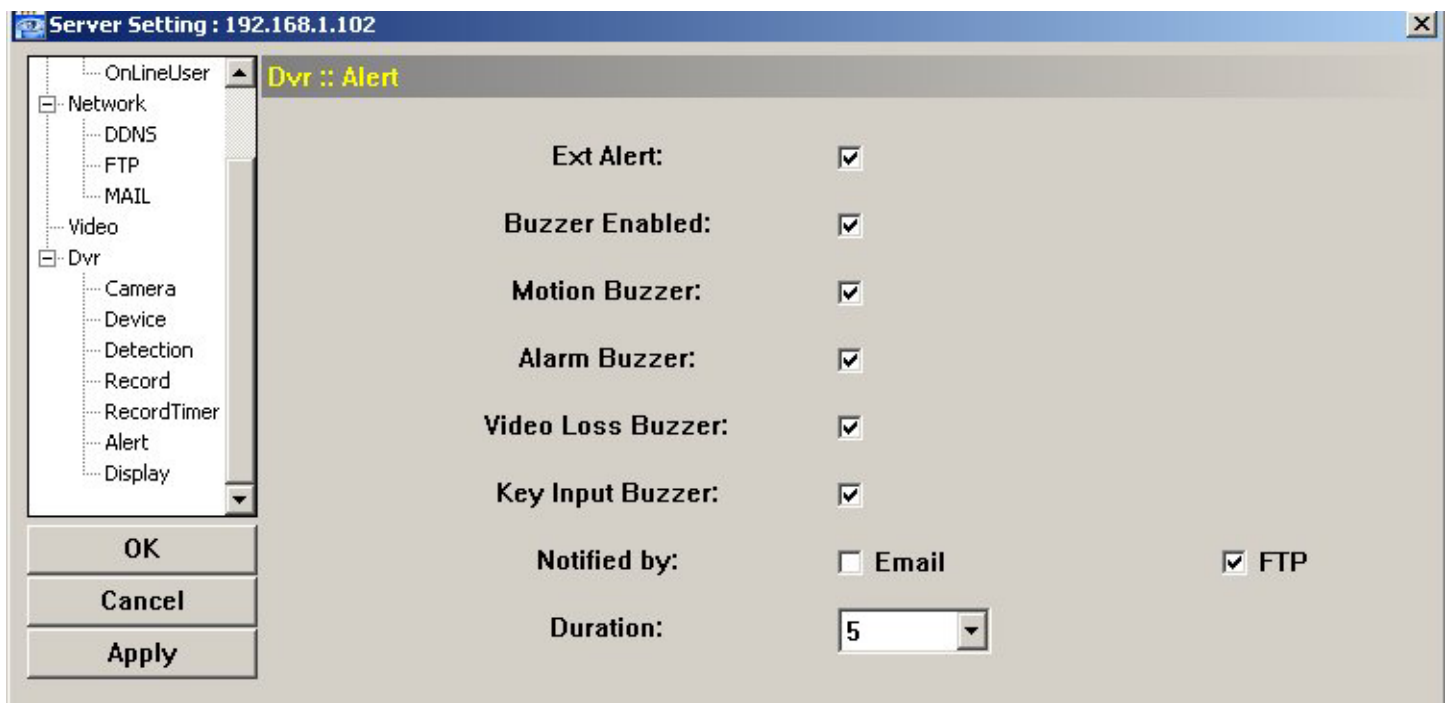 Server Setting : 192.168.1.102
OnLineUser
Network
DDNS
FTP
MAIL
Video
Dvr
Camera
Device
Detection
Record
RecordTimer
Alert
Display
OK
Cancel
Apply
Dvr :: Alert
Ext Alert:
Buzzer Enabled:
Motion Buzzer:
Alarm Buzzer:
Video Loss Buzzer:
Key Input Buzzer:
Notified by: Email FTP
Duration: 5